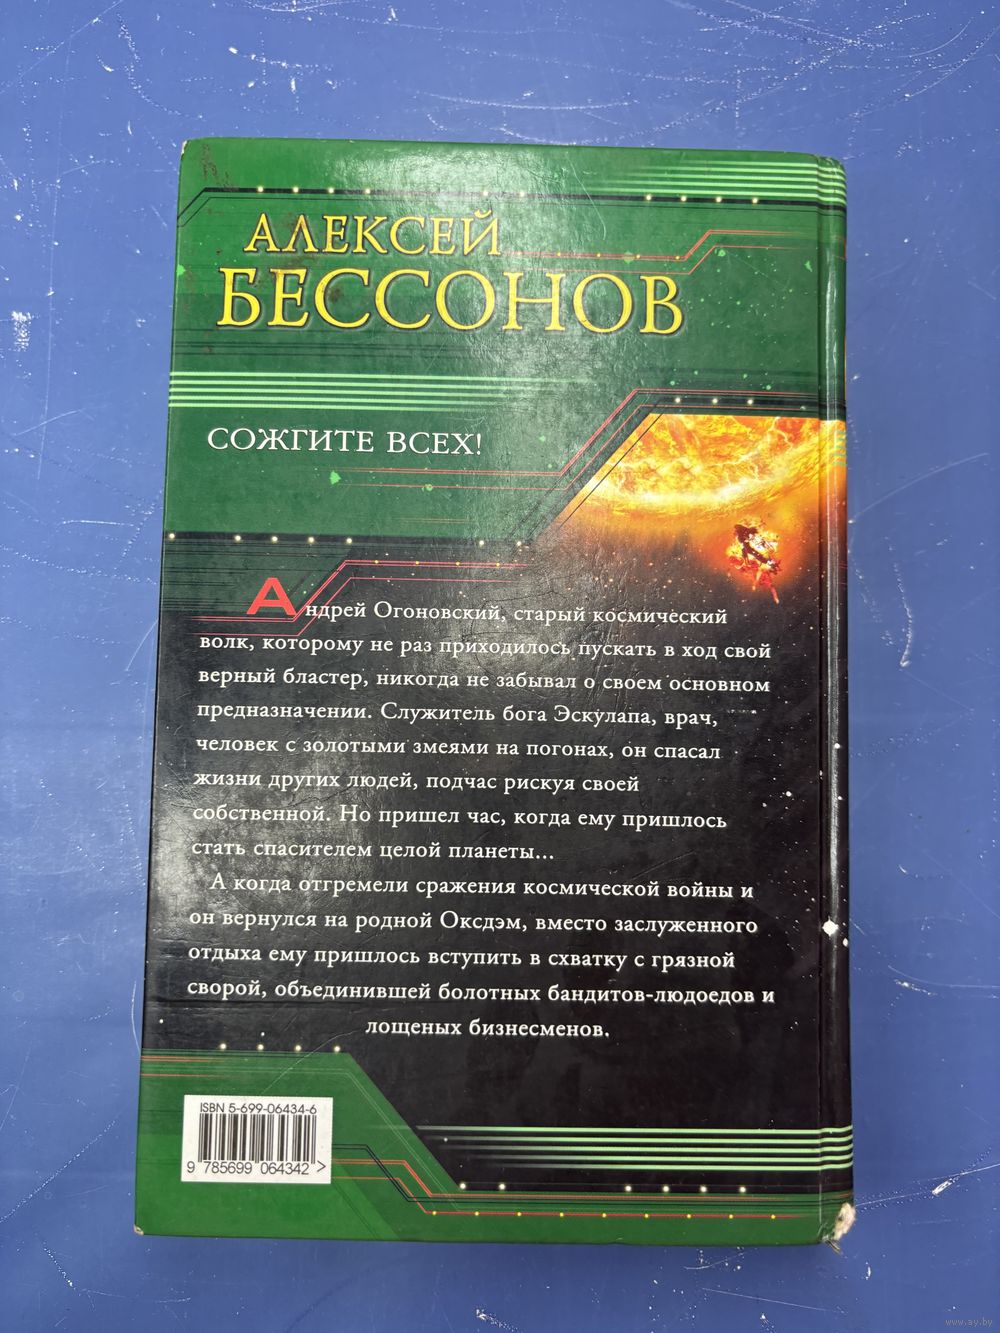 АЛЕКСЕЙ
БЕССОНОВ
СОЖГИТЕ ВСЕХ!
Андрей Огоновский, старый космический
волк, которому не раз приходилось пускать в ход свой
верный бластер, никогда не забывал о своем основном
предназначении. Служитель бога Эскулапа, врач,
человек с золотыми змеями на погонах, он спасал
жизни других людей, подчас рискуя своей
собственной. Но пришел час, когда ему пришлось
стать спасителем целой планеты...
А когда отгремели сражения космической войны и
он вернулся на родной Оксдэм, вместо заслуженного
отдыха ему пришлось вступить в схватку с грязной
сворой, объединившей болотных бандитов-людоедов и
лощеных бизнесменов.
ISBN 5-699-06434-6
9 785699 064342 >
www.ay.by